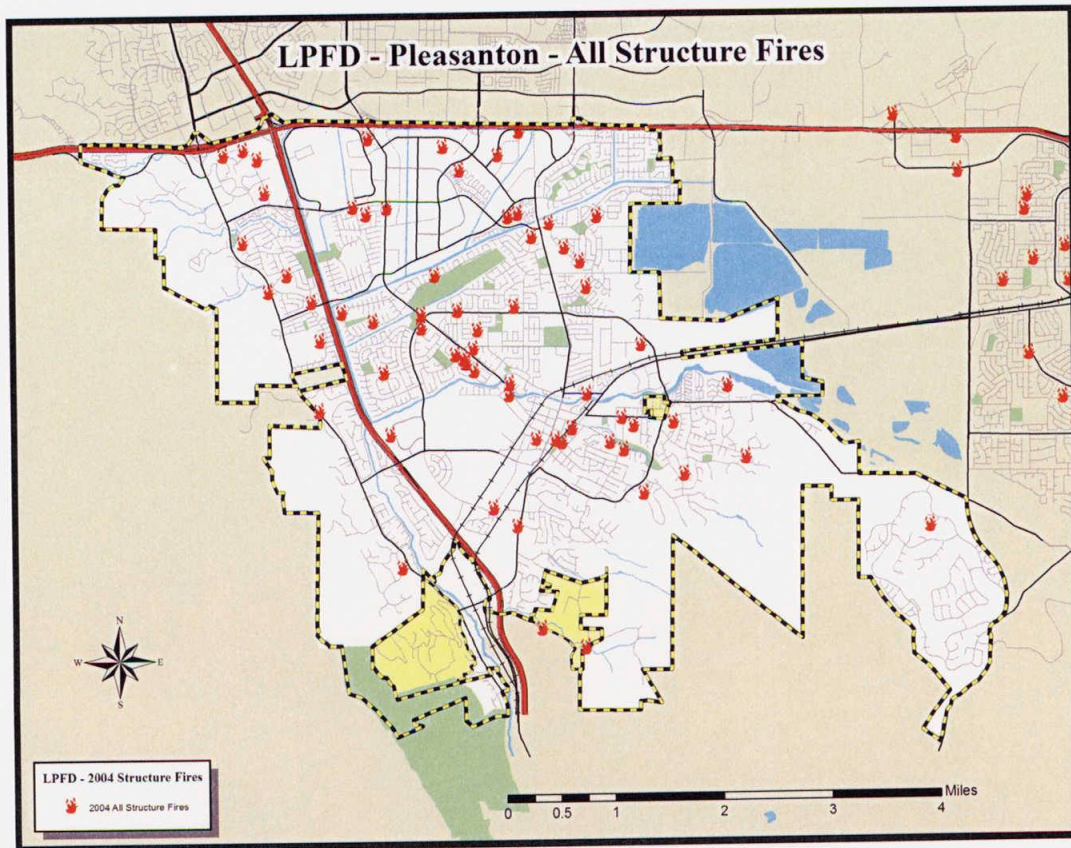 LPFD - Pleasanton - All Structure Fires
N
W
E
S
LPFD - 2004 Structure Fires
2004 All Structure Fires
Miles
0
0.5
1
2
3
4